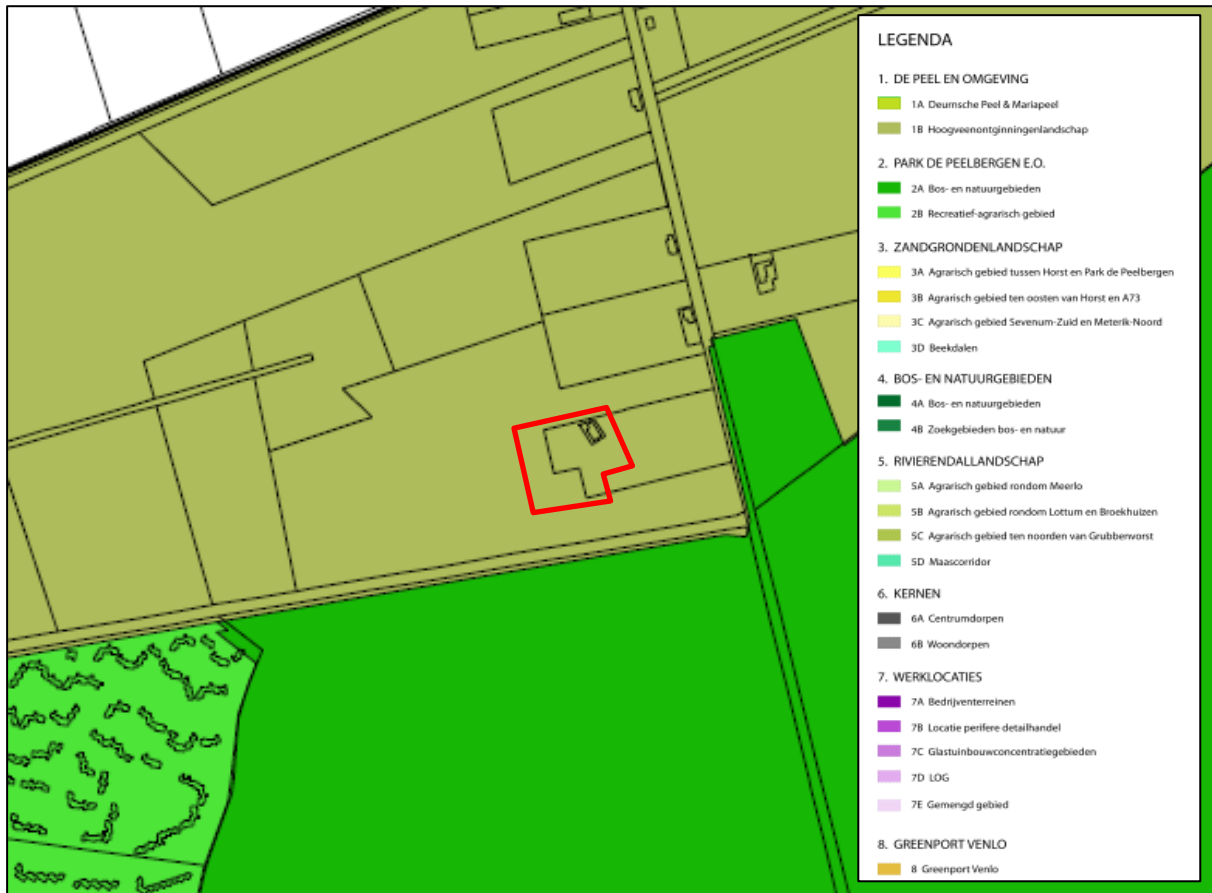 LEGENDA
1. DE PEEL EN OMGEVING
1A Deurnsche Peel & Mariapeel
1B Hoogveenontginningenlandschap
2. PARK DE PEELBERGEN E.O.
2A Bos- en natuurgebieden
2B Recreatief-agrarisch gebied
3. ZANDGRONDENLANDSCHAP
3A Agrarisch gebied tussen Horst en Park de Peelbergen
3B Agrarisch gebied ten oosten van Horst en A73
3C Agrarisch gebied Sevenum-Zuid en Meterik-Noord
3D Beekdalen
4. BOS- EN NATUURGEBIEDEN
4A Bos- en natuurgebieden
4B Zoekgebieden bos- en natuur
5. RIVIERENDALLANDSCHAP
5A Agrarisch gebied rondom Meerlo
5B Agrarisch gebied rondom Lottum en Broekhuizen
5C Agrarisch gebied ten noorden van Grubbenvorst
5D Maascorridor
6. KERNEN
6A Centrumdorpen
6B Woondorpen
7. WERKLOCATIES
7A Bedrijventerreinen
7B Locatie perifere detailhandel
7C Glastuinbouwconcentratiegebieden
7D LOG
7E Gemengd gebied
8. GREENPORT VENLO
8 Greenport Venlo